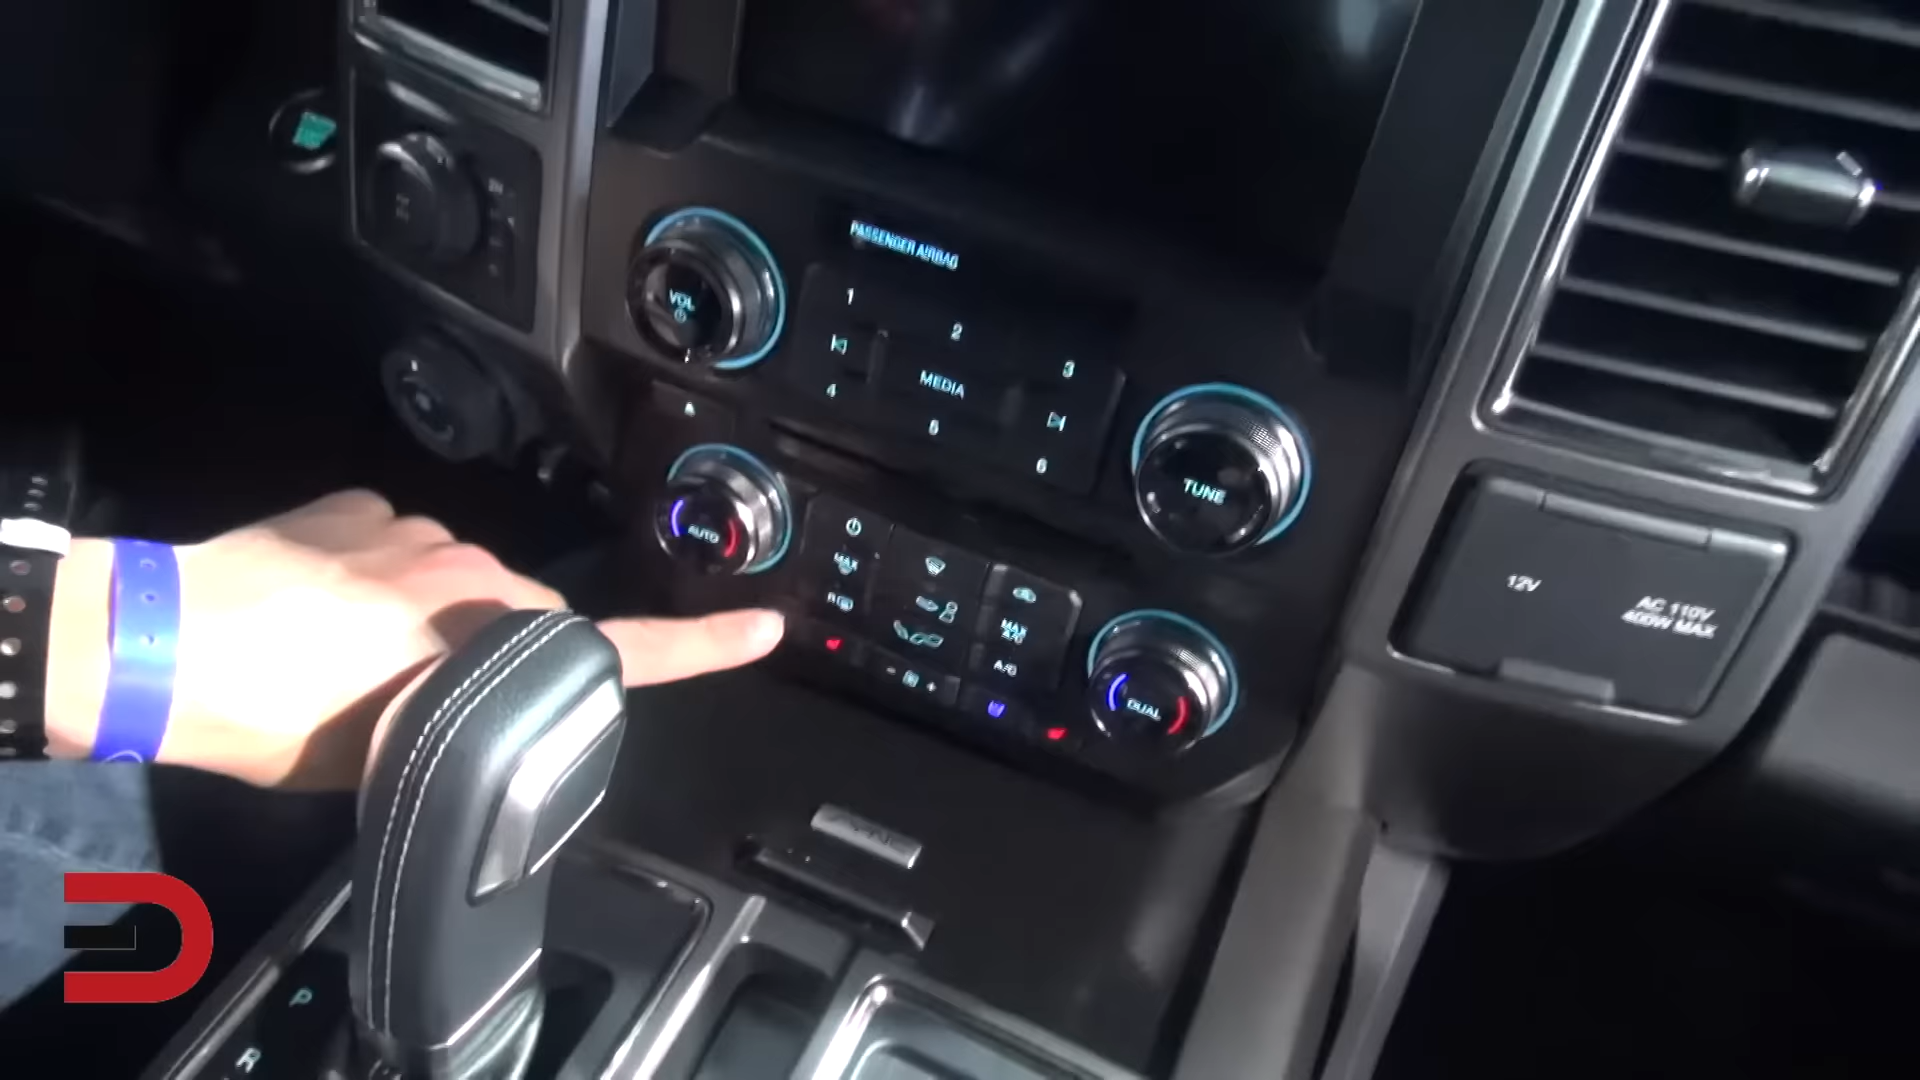 PASSENGER AIRBAG
VOL
1
2
3
MEDIA
4
5
6
TUNE
AUTO
MAX
R
MAX
A/C
A/C
- +
DUAL
12V
AC 110V
400W MAX
P
R